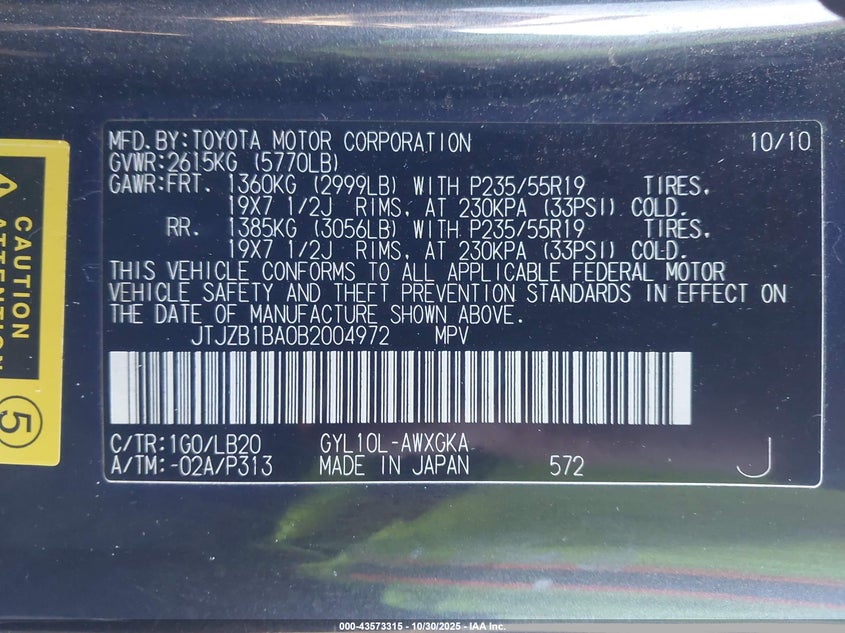 MFD.BY:TOYOTA MOTOR CORPORATION 10/10
GVWR:2615KG (5770LB)
GAWR:FRT. 1360KG (2999LB) WITH P235/55R19 TIRES,
19X7 1/2J RIMS, AT 230KPA (33PSI) COLD.
RR. 1385KG (3056LB) WITH P235/55R19 TIRES,
19X7 1/2J RIMS, AT 230KPA (33PSI) COLD.
THIS VEHICLE CONFORMS TO ALL APPLICABLE FEDERAL MOTOR
VEHICLE SAFETY AND THEFT PREVENTION STANDARDS IN EFFECT ON
THE DATE OF MANUFACTURE SHOWN ABOVE.
JTJZB1BA0B2004972 MPV
C/TR:1G0/LB20 GYL10L-AWXGKA
A/TM:-02A/P313 MADE IN JAPAN 572 J
CAUTION
ATTENTION
5
000-43573315 - 10/30/2025 - IAA Inc.